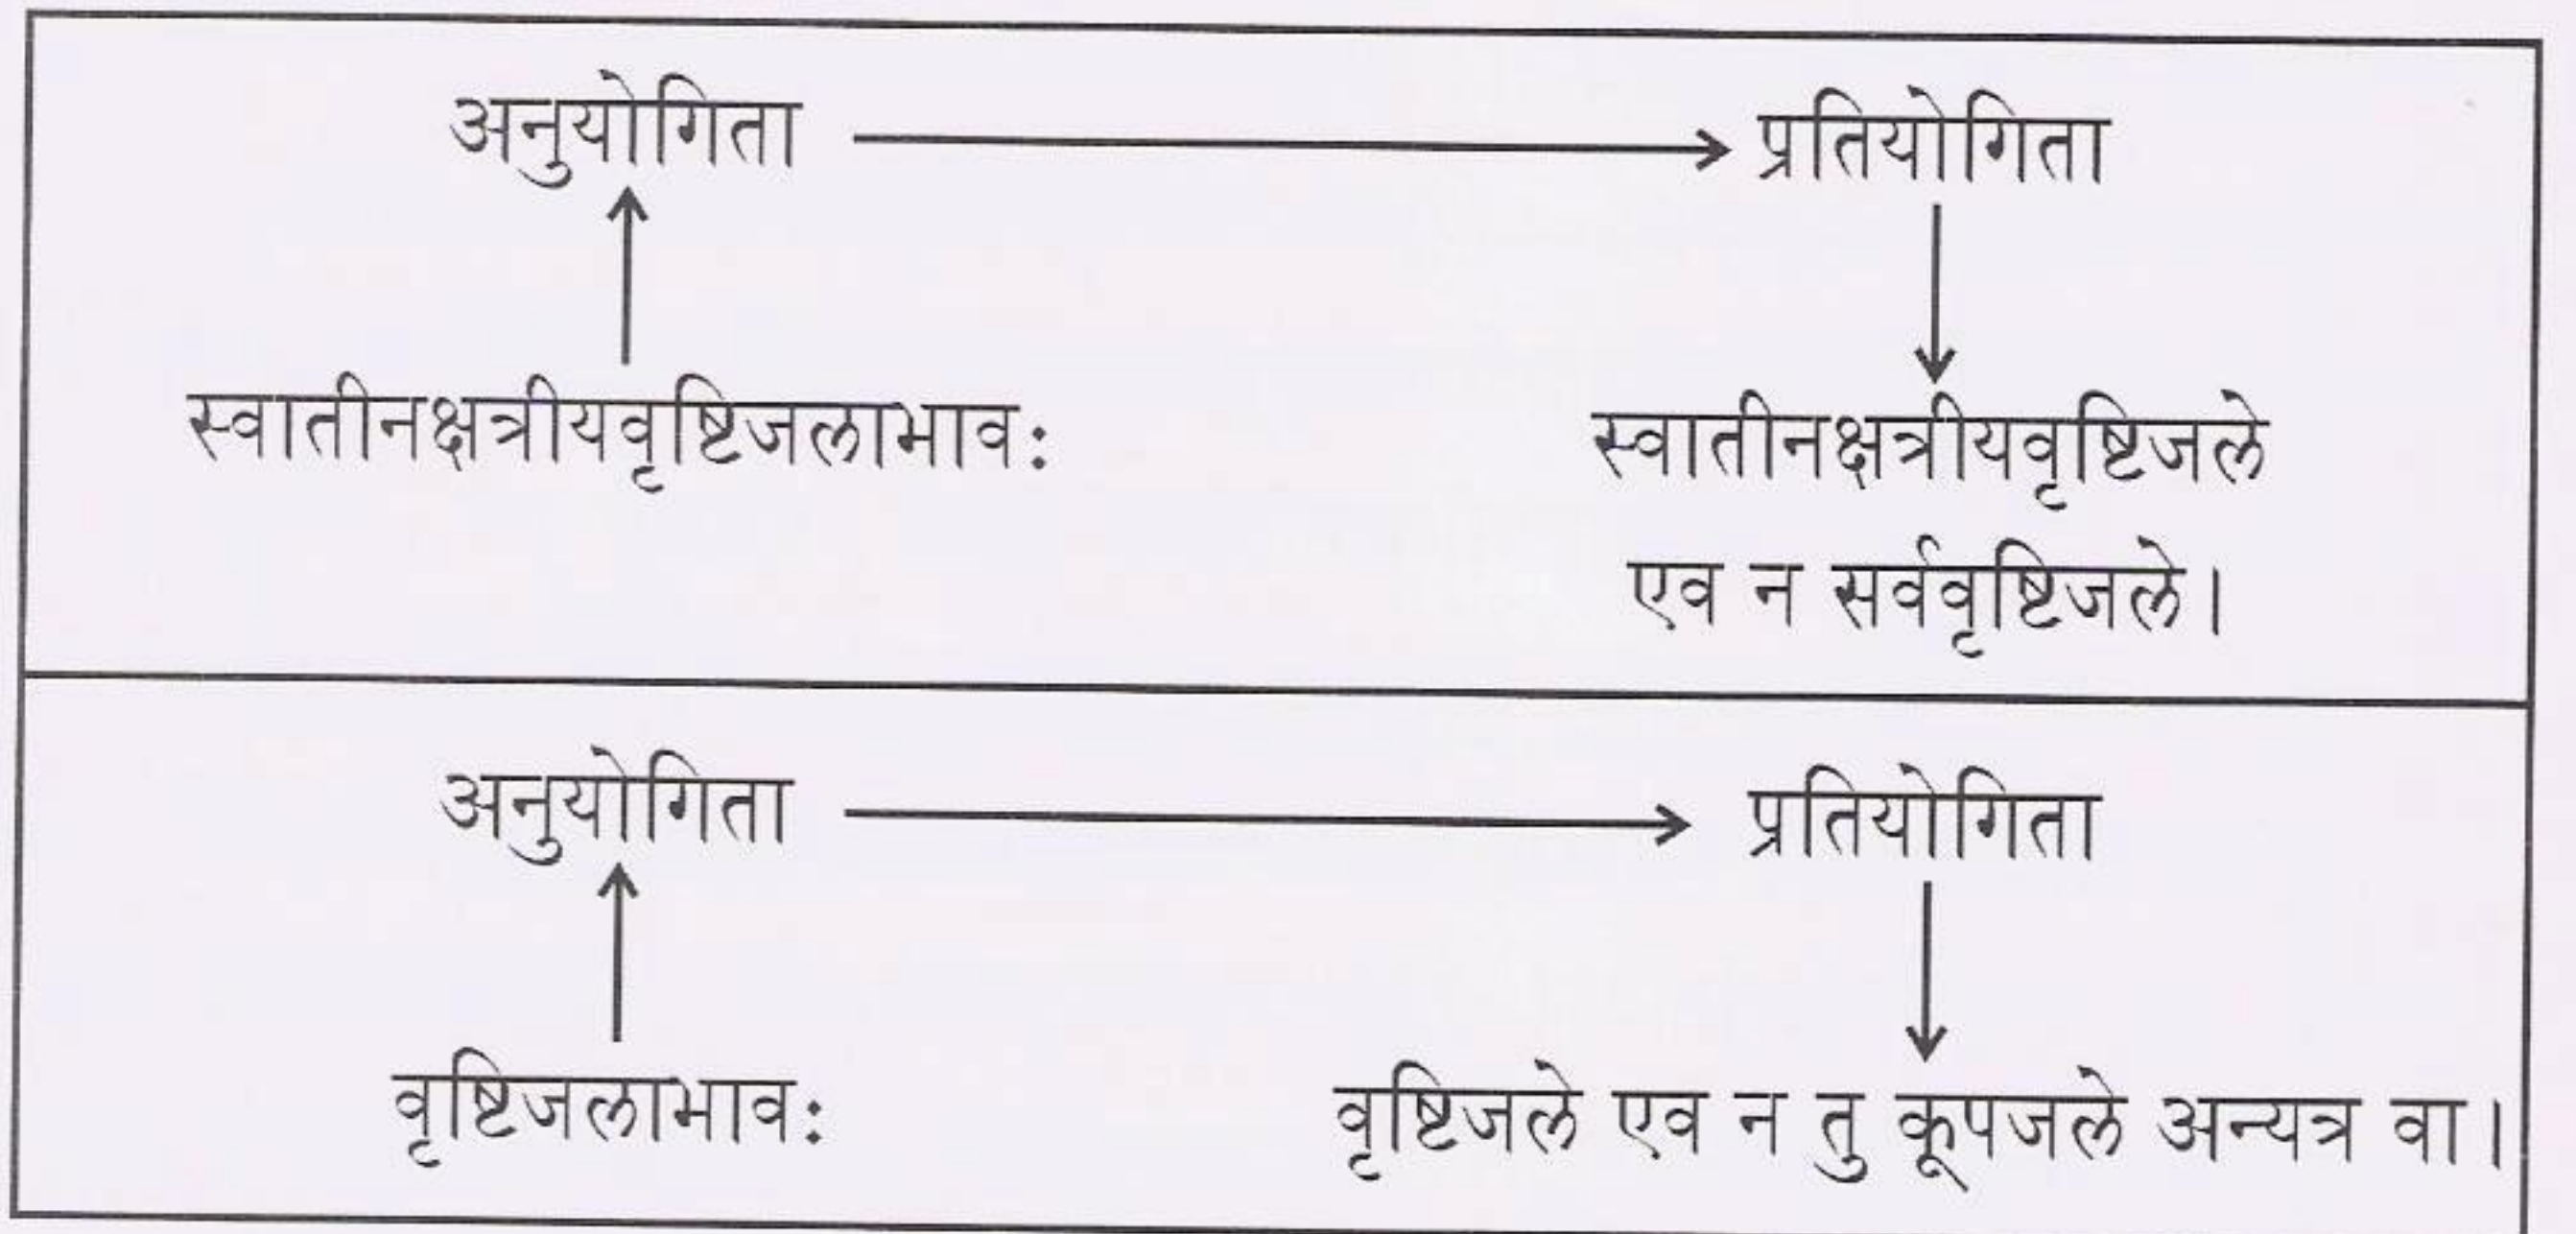 अनुयोगिता प्रतियोगिता
स्वातीनक्षत्रीयवृष्टिजलाभावः स्वातीनक्षत्रीयवृष्टिजले
एव न सर्ववृष्टिजले।
अनुयोगिता प्रतियोगिता
वृष्टिजलाभावः वृष्टिजले एव न तु कूपजले अन्यत्र वा।